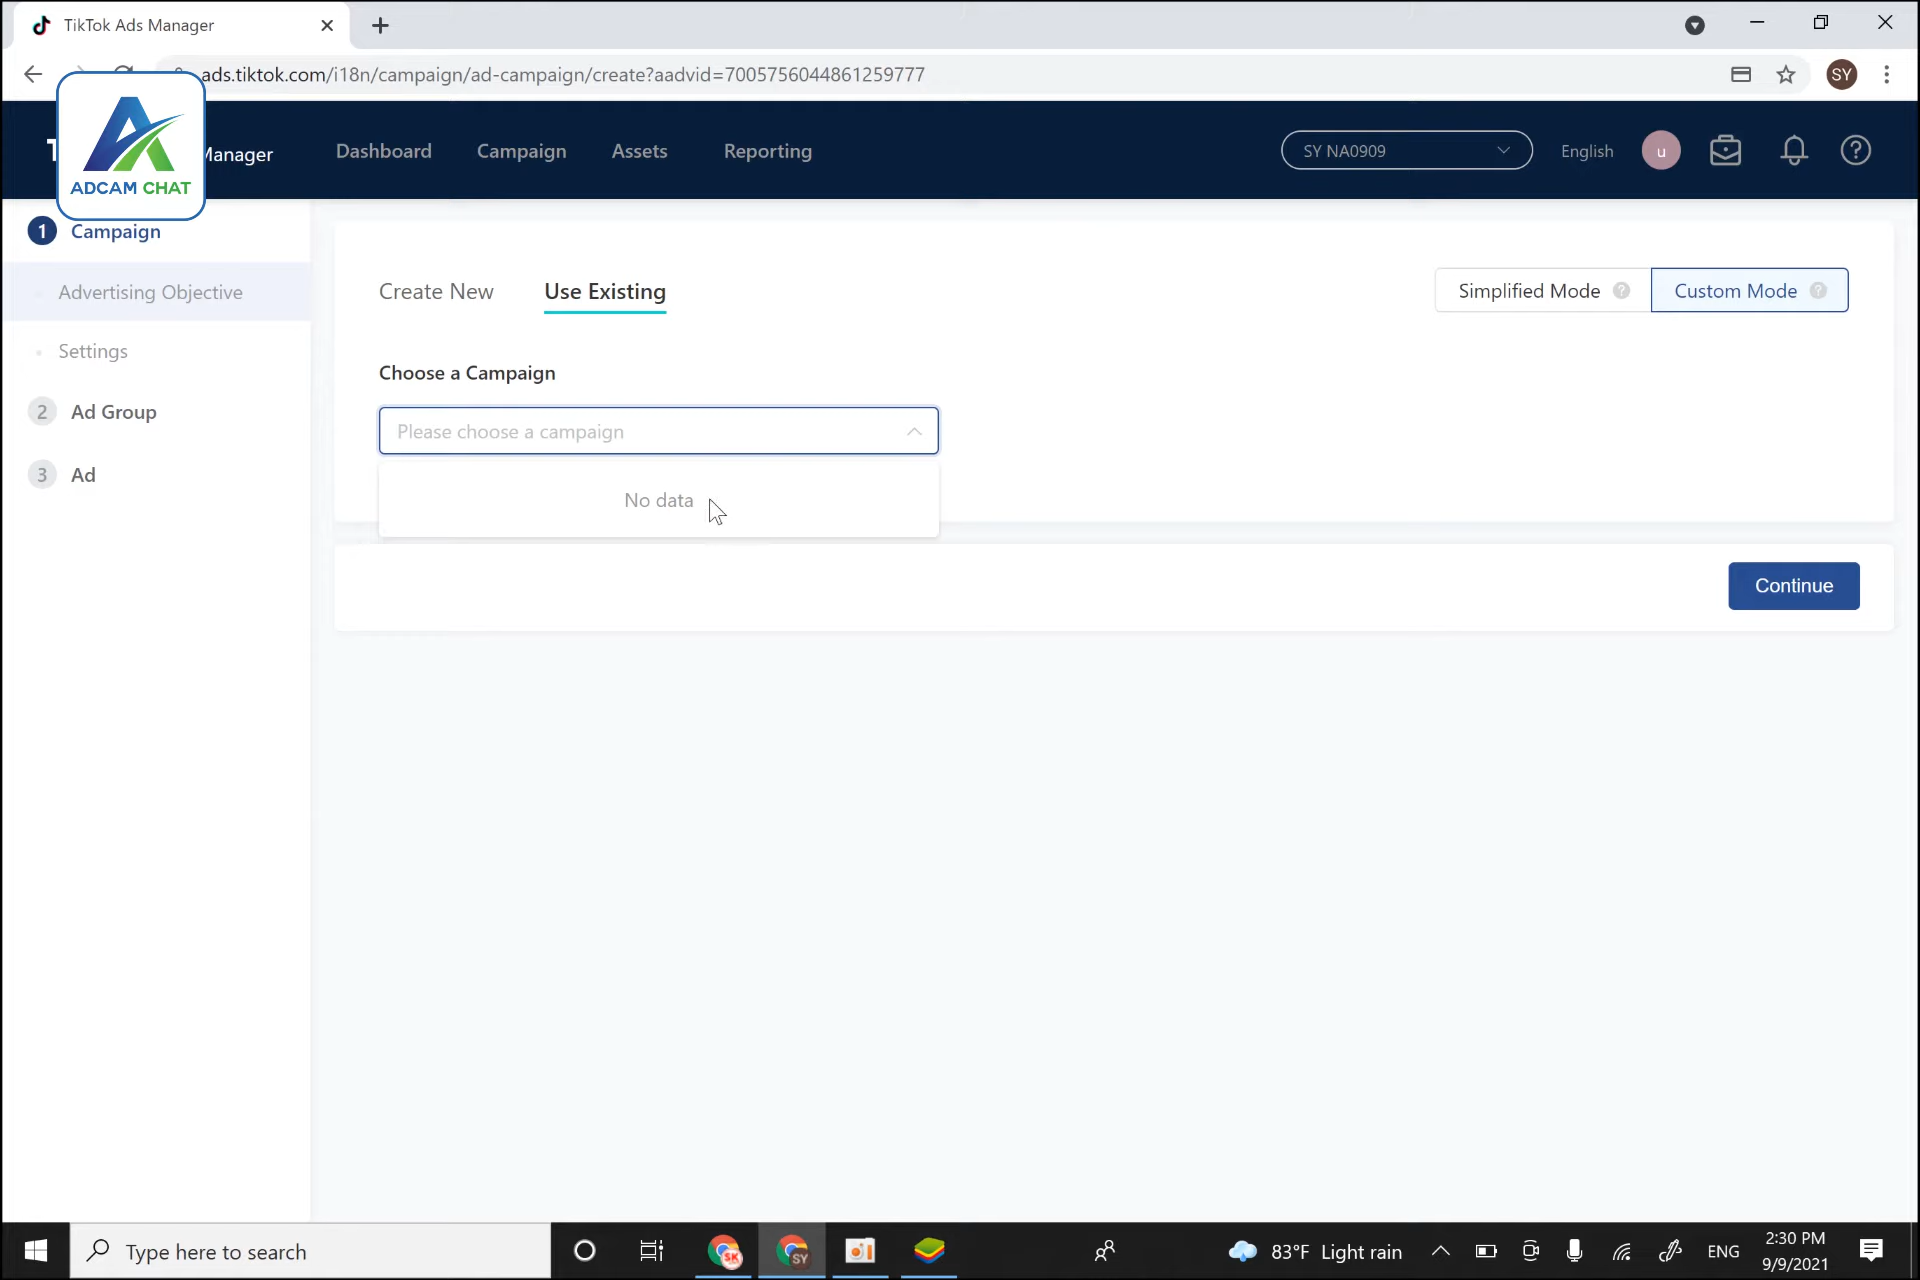 TikTok Ads Manager
ads.tiktok.com/i18n/campaign/ad-campaign/create?aadvid=7005756044861259777
SY
ADCAM CHAT
Manager
Dashboard
Campaign
Assets
Reporting
SY NA0909
English
u
1 Campaign
Advertising Objective
Settings
2 Ad Group
3 Ad
Create New
Use Existing
Simplified Mode ?
Custom Mode ?
Choose a Campaign
Please choose a campaign
No data
Continue
Type here to search
SK
SY
83°F Light rain
ENG
2:30 PM
9/9/2021